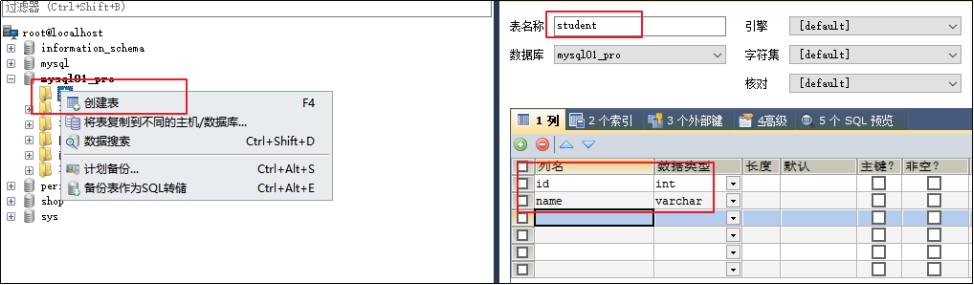 过滤器 (Ctrl+Shift+B)
root@localhost
information_schema
mysql
mysql01_pro
创建表 F4
将表复制到不同的主机/数据库...
数据搜索 Ctrl+Shift+D
计划备份... Ctrl+Alt+S
备份表作为SQL转储 Ctrl+Alt+E
shop
sys
表名称 student 引擎 [default]
数据库 mysql01_pro 字符集 [default]
核对 [default]
1 列 2 个索引 3 个外部键 4高级 5 个 SQL 预览
列名 数据类型 长度 默认 主键? 非空?
id int
name varchar